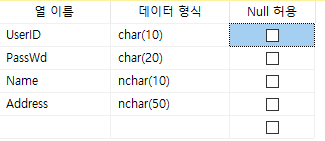 열 이름 데이터 형식 Null 허용
UserID char(10)
PassWd char(20)
Name nchar(10)
Address nchar(50)